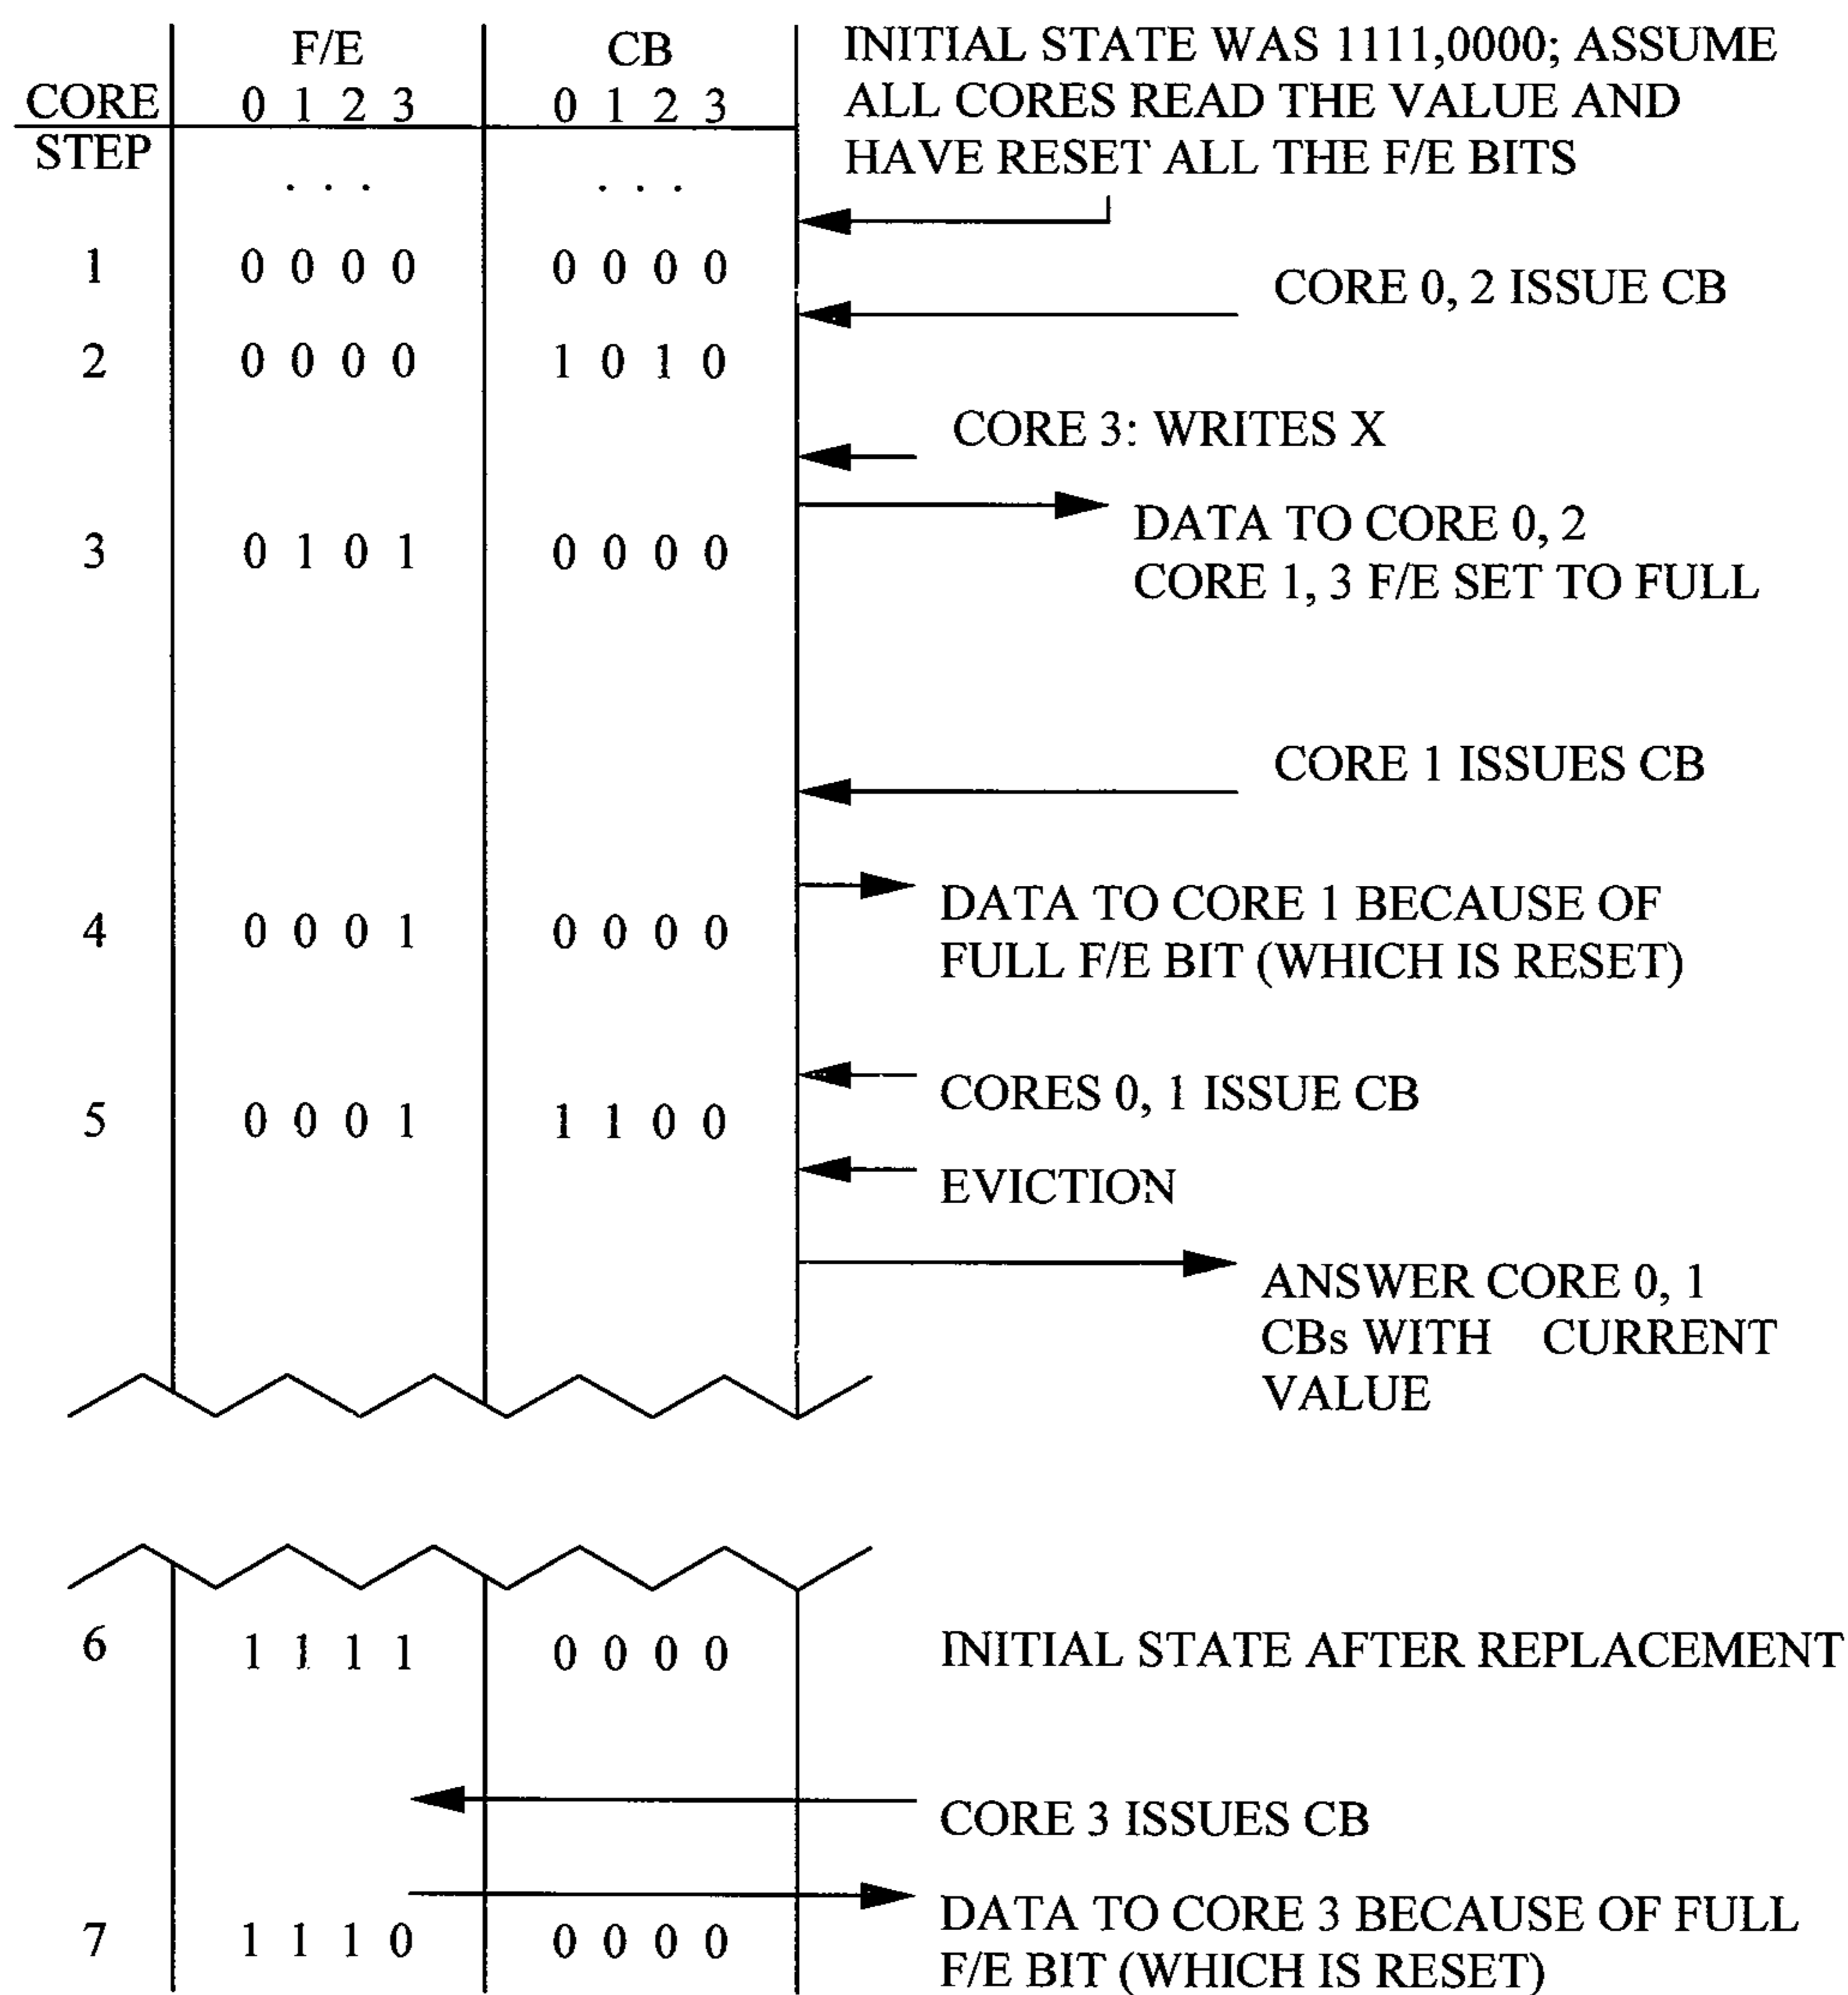 F/E CB
CORE 0 1 2 3 0 1 2 3
STEP
. . . . . .
INITIAL STATE WAS 1111,0000; ASSUME
ALL CORES READ THE VALUE AND
HAVE RESET ALL THE F/E BITS
1 0 0 0 0 0 0 0 0
CORE 0, 2 ISSUE CB
2 0 0 0 0 1 0 1 0
CORE 3: WRITES X
DATA TO CORE 0, 2
3 0 1 0 1 0 0 0 0
CORE 1, 3 F/E SET TO FULL
CORE 1 ISSUES CB
DATA TO CORE 1 BECAUSE OF
4 0 0 0 1 0 0 0 0
FULL F/E BIT (WHICH IS RESET)
CORES 0, 1 ISSUE CB
5 0 0 0 1 1 1 0 0
EVICTION
ANSWER CORE 0, 1
CBs WITH CURRENT
VALUE
6 1 1 1 1 0 0 0 0 INITIAL STATE AFTER REPLACEMENT
CORE 3 ISSUES CB
DATA TO CORE 3 BECAUSE OF FULL
7 1 1 1 0 0 0 0 0
F/E BIT (WHICH IS RESET)